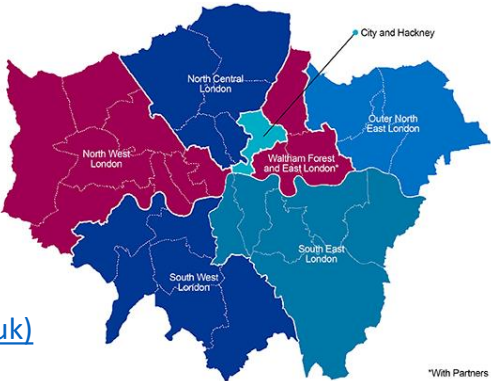 City and Hackney
North Central
London
Outer North
East London
North West
London
Waltham Forest
and East London*
South East
London
South West
London
uk)
*With Partners